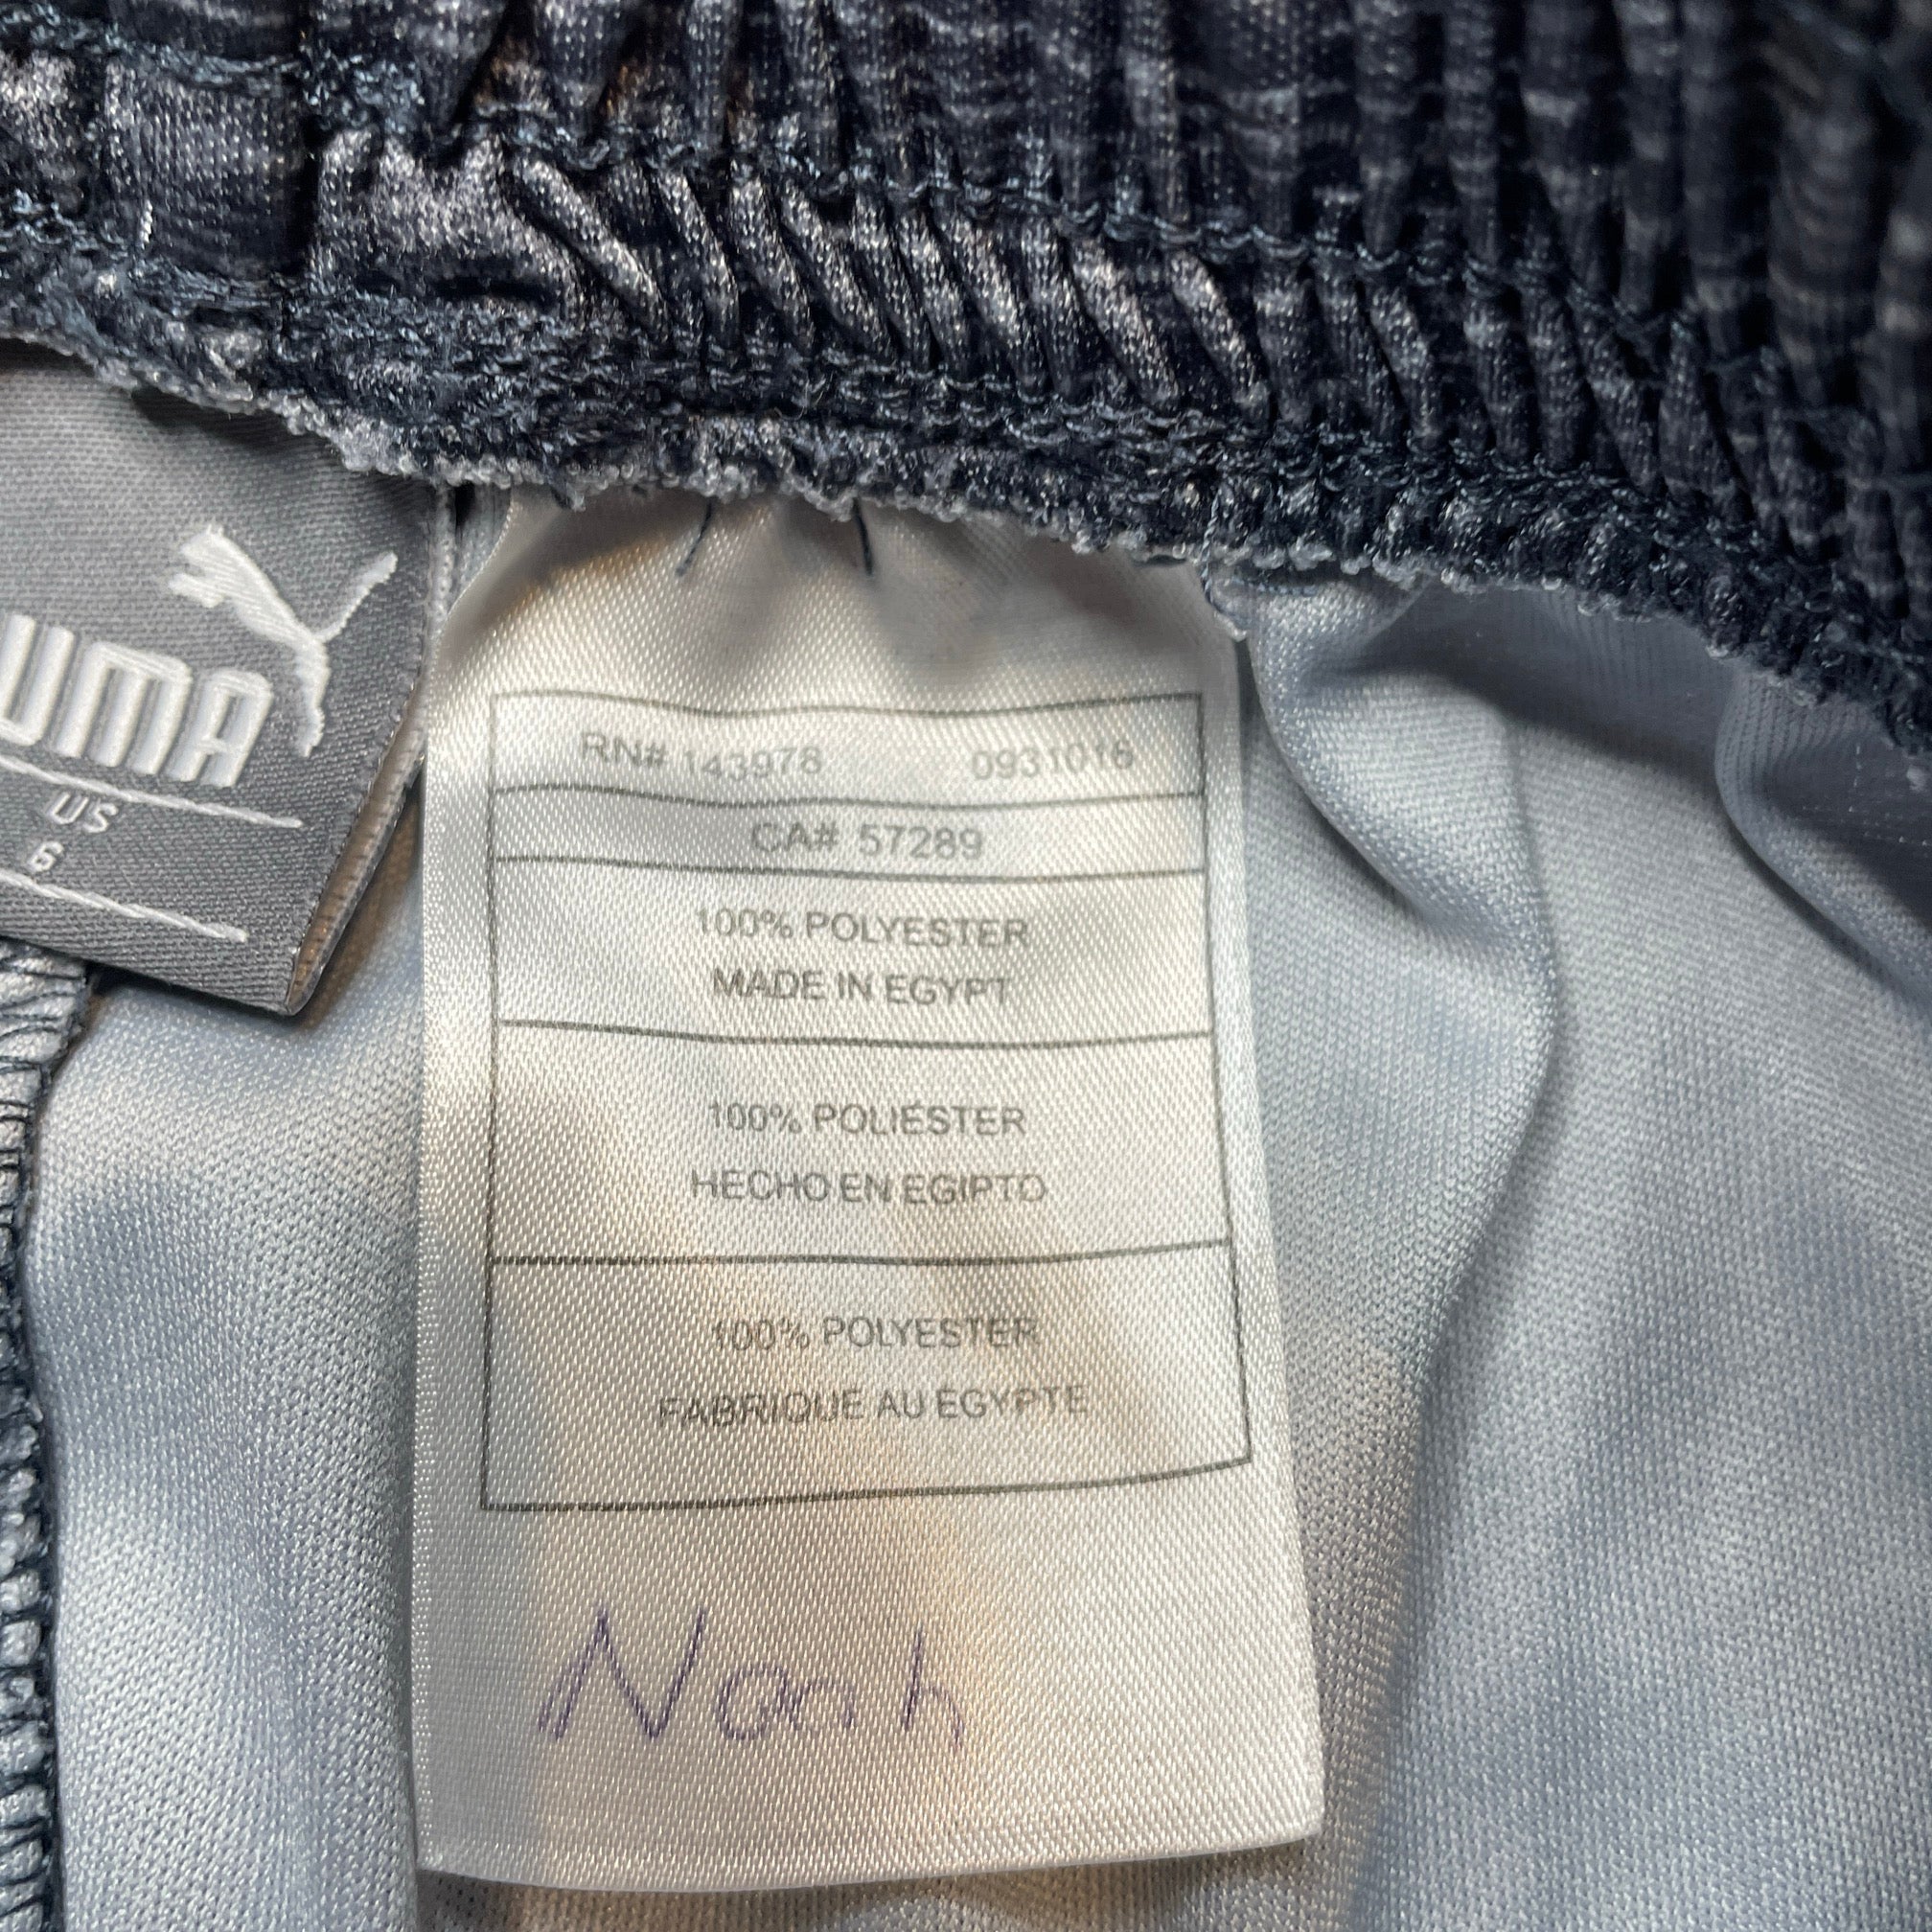 UMA
US
6
RN# 143978 0931016
CA# 57289
100% POLYESTER
MADE IN EGYPT
100% POLIÉSTER
HECHO EN EGIPTO
100% POLYESTER
FABRIQUE AU EGYPTE
Noah